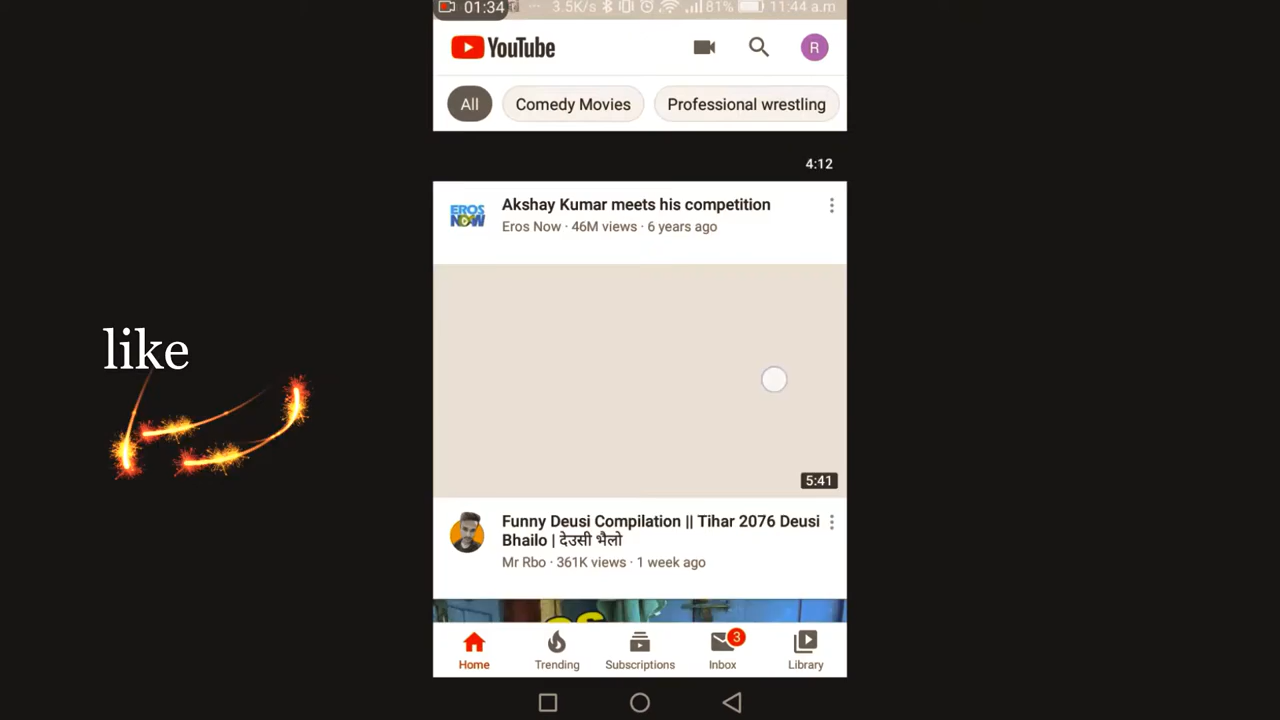 01:34 3.5K/s 81% 11:44 a.m
YouTube R
All Comedy Movies Professional wrestling
4:12
Akshay Kumar meets his competition
EROS NOW
Eros Now · 46M views · 6 years ago
like
5:41
Funny Deusi Compilation || Tihar 2076 Deusi
Bhailo | देउसी भैलो
Mr Rbo · 361K views · 1 week ago
3
Home Trending Subscriptions Inbox Library